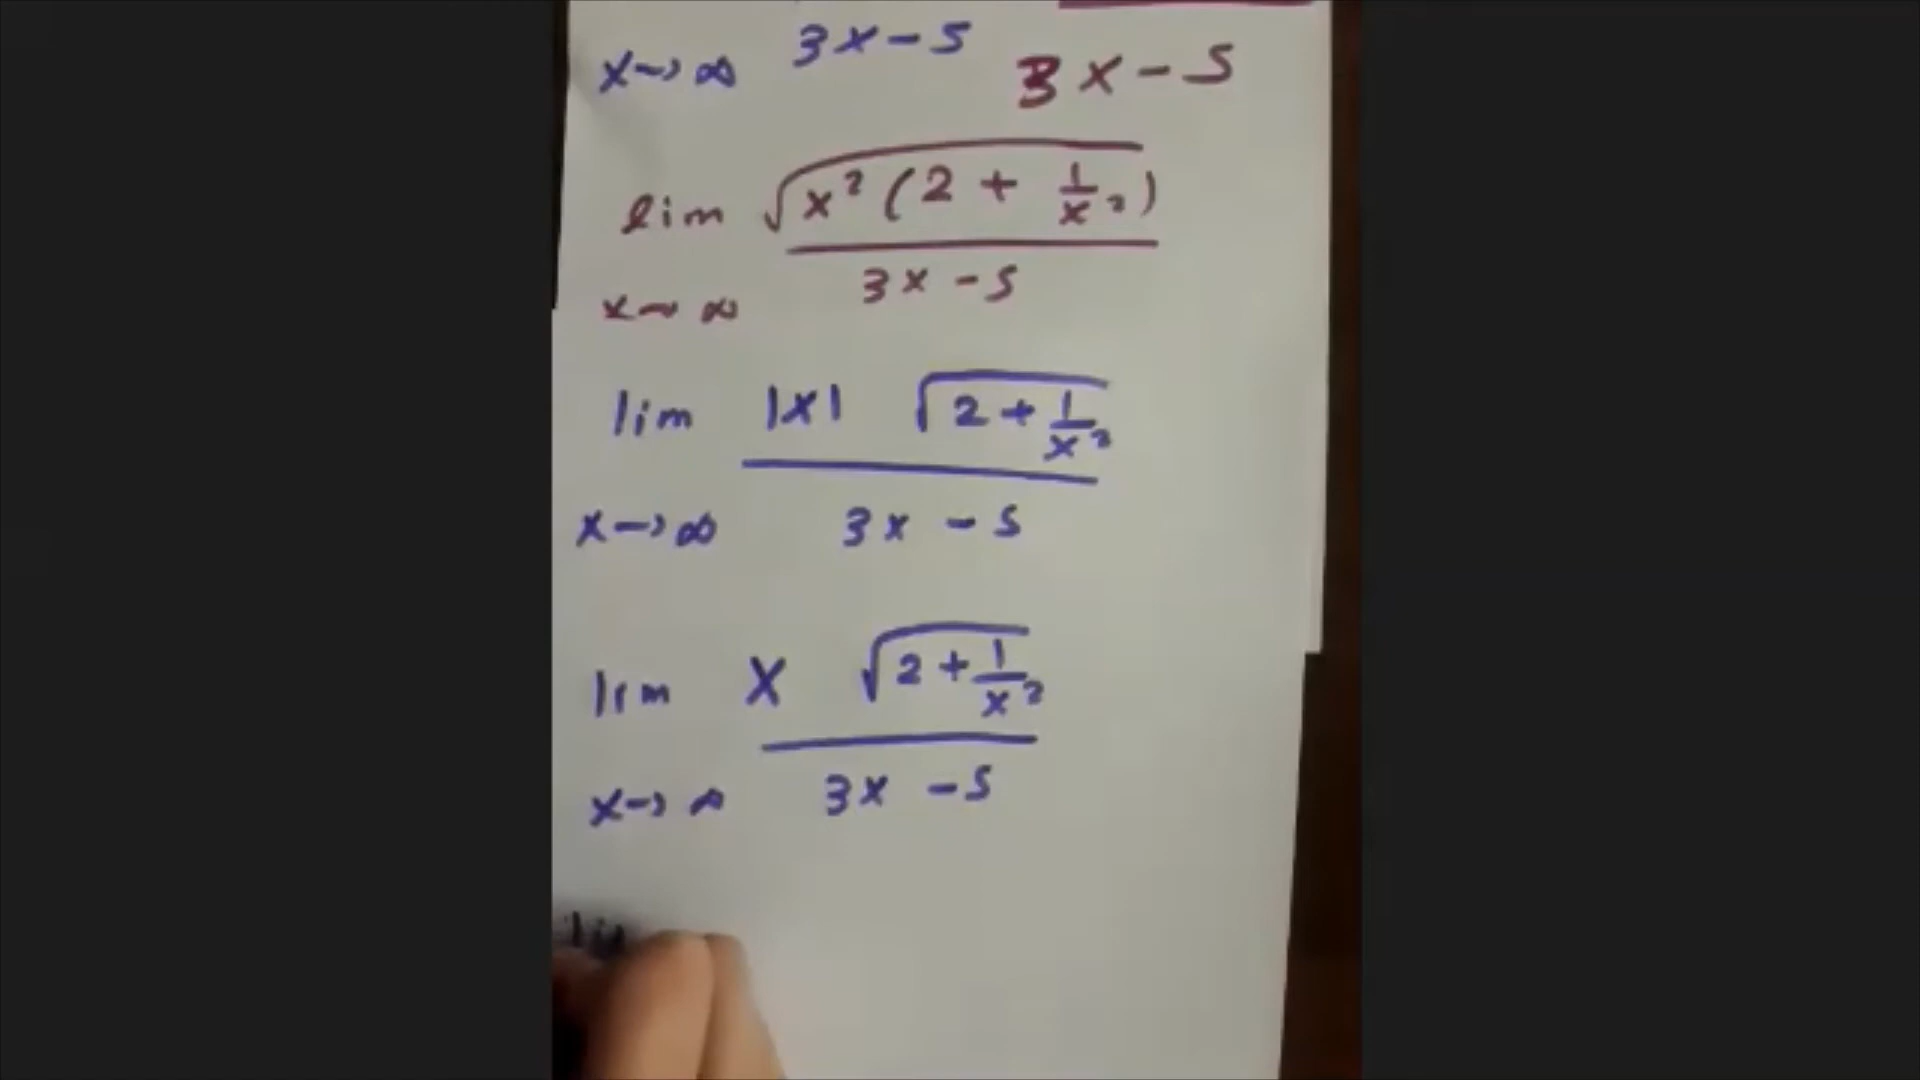 x→∞ 3x-5 3x-5
lim √(x²(2 + 1/x²)) / 3x-5
x→∞
lim |x| √(2 + 1/x²) / 3x-5
x→∞
lim x √(2 + 1/x²) / 3x-5
x→∞